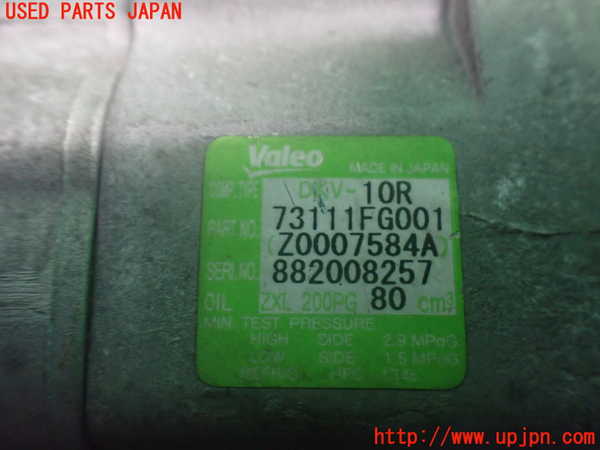 USED PARTS JAPAN
Valeo
MADE IN JAPAN
COMP.TYPE DKV-10R
PART NO. 73111FG001
(Z0007584A)
SERI.NO. 882008257
OIL ZXL 200PG 80 cm³
MIN. TEST PRESSURE
HIGH SIDE 2.9 MPaG
LOW SIDE 1.5 MPaG
http://www.upjpn.com